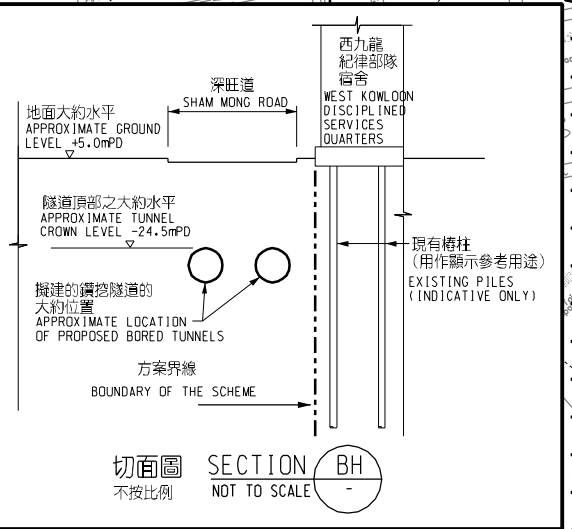 西九龍
紀律部隊
宿舍
WEST KOWLOON
DISCIPLINED
SERVICES
QUARTERS
深旺道
SHAM MONG ROAD
地面大約水平
APPROXIMATE GROUND
LEVEL +5.0mPD
隧道頂部之大約水平
APPROXIMATE TUNNEL
CROWN LEVEL -24.5mPD
現有樁柱
(用作顯示參考用途)
EXISTING PILES
(INDICATIVE ONLY)
擬建的鑽挖隧道的
大約位置
APPROXIMATE LOCATION
OF PROPOSED BORED TUNNELS
方案界線
BOUNDARY OF THE SCHEME
切面圖 SECTION BH
不按比例 NOT TO SCALE -